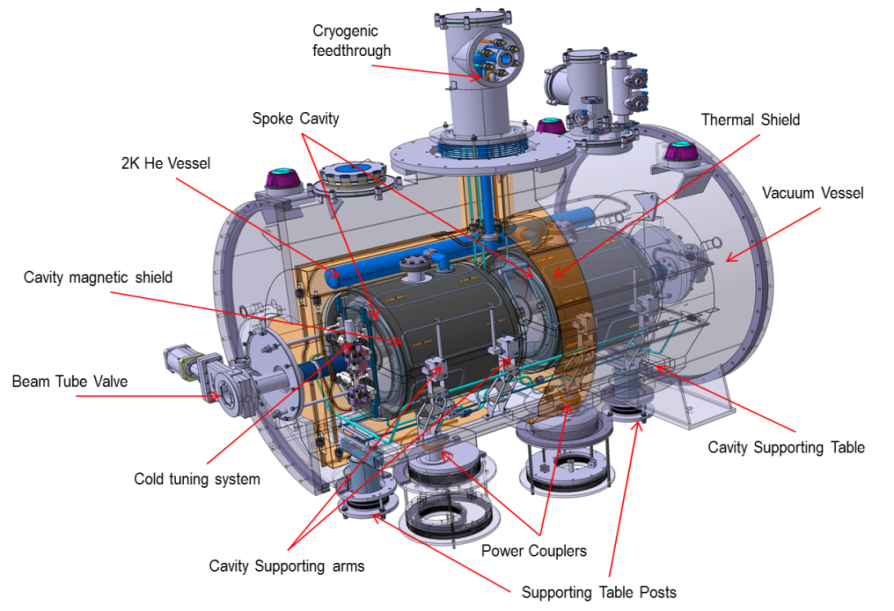 Cryogenic
feedthrough
Spoke Cavity
Thermal Shield
2K He Vessel
Vacuum Vessel
Cavity magnetic shield
Beam Tube Valve
Cavity Supporting Table
Cold tuning system
Power Couplers
Cavity Supporting arms
Supporting Table Posts